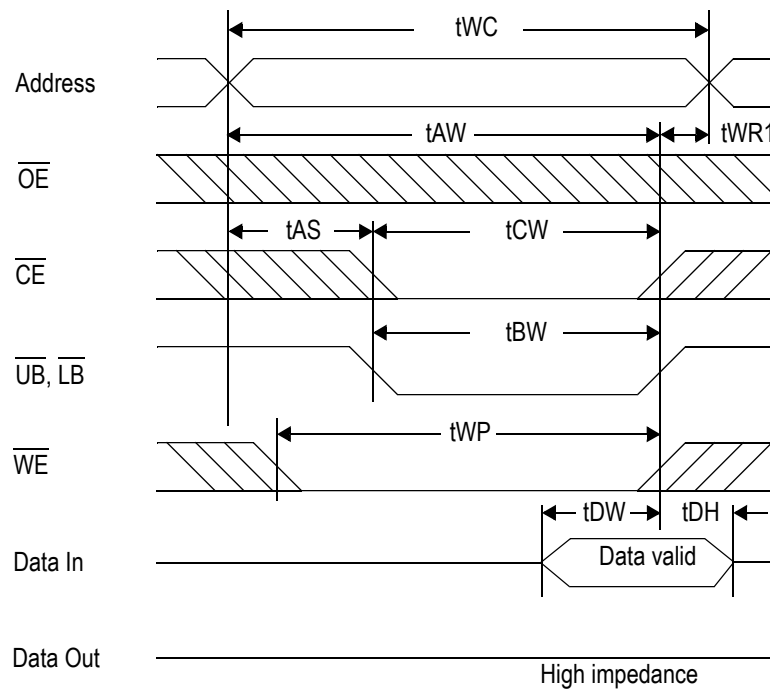 tWC
Address
tAW tWR1
OE
tAS tCW
CE
tBW
UB, LB
tWP
WE
tDW tDH
Data In Data valid
Data Out
High impedance